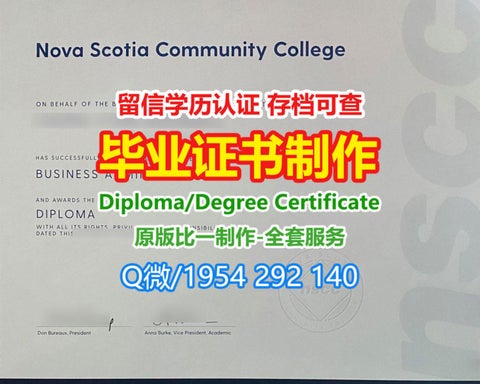 Nova Scotia Community College
ON BEHALF OF THE B
留信学历认证 存档可查
HAS SUCCESSFULLY
毕业证书制作
BUSINESS
AND AWARDS THE
Diploma/Degree Certificate
DIPLOMA
WITH ALL ITS RIGHTS, PRIVI
DATED THIS
原版比一制作-全套服务
Q微/1954 292 140
NSCC
Don Bureaux, President
Anna Burke, Vice President, Academic
nscc